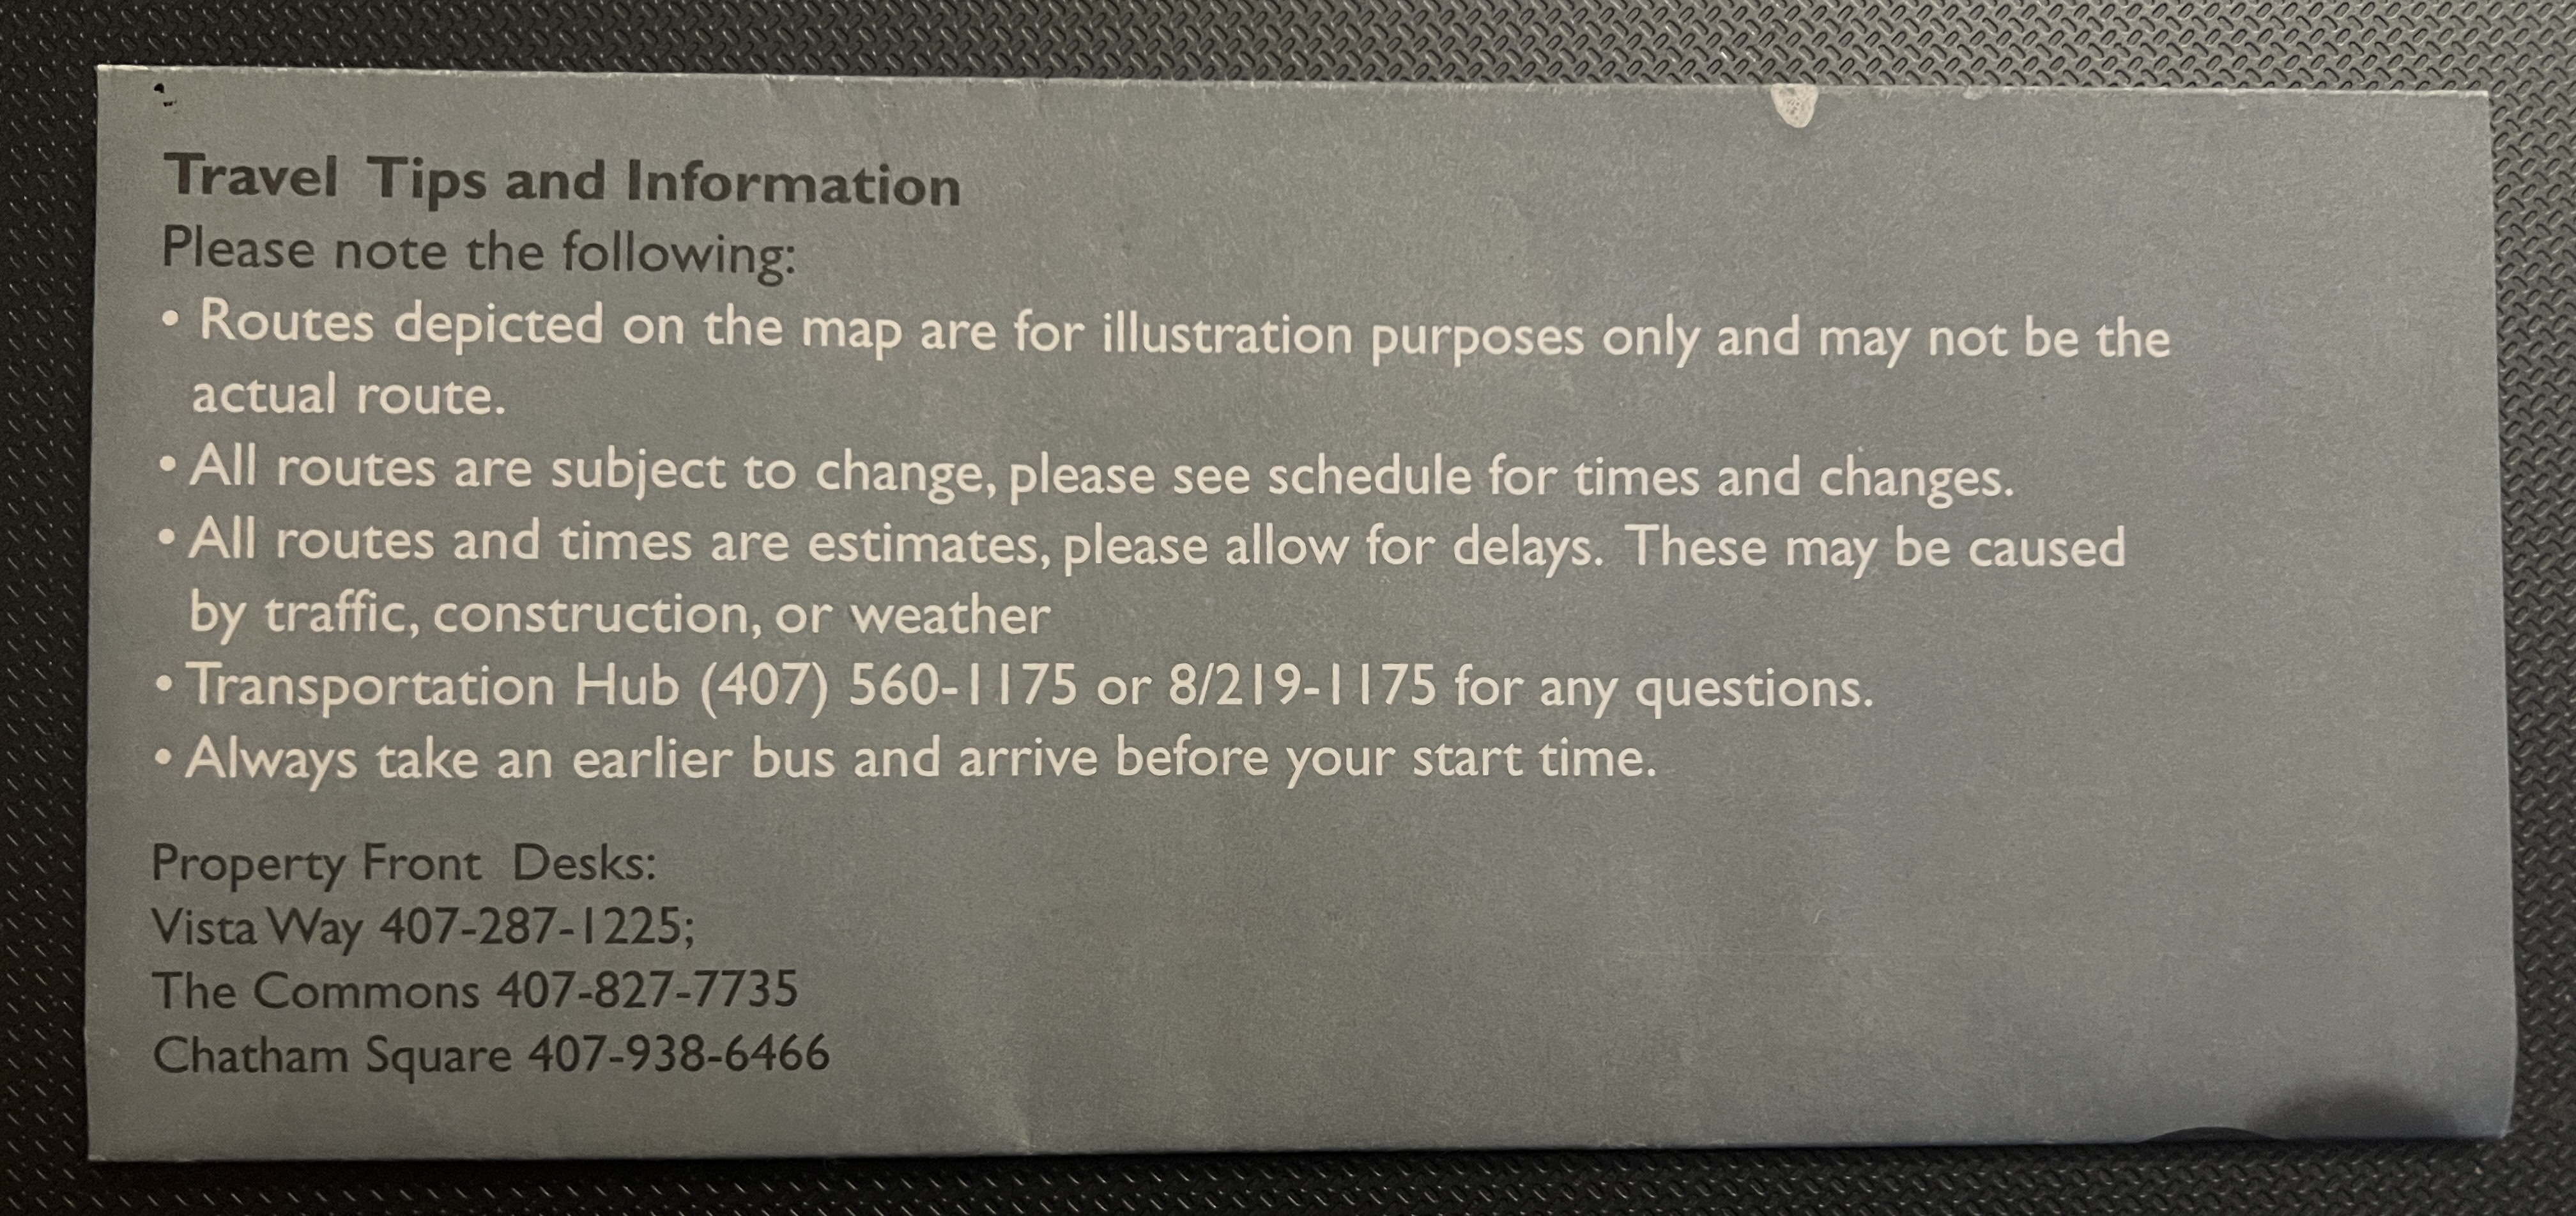 Travel Tips and Information
Please note the following:
• Routes depicted on the map are for illustration purposes only and may not be the
actual route.
• All routes are subject to change, please see schedule for times and changes.
• All routes and times are estimates, please allow for delays. These may be caused
by traffic, construction, or weather
• Transportation Hub (407) 560-1175 or 8/219-1175 for any questions.
• Always take an earlier bus and arrive before your start time.
Property Front Desks:
Vista Way 407-287-1225;
The Commons 407-827-7735
Chatham Square 407-938-6466